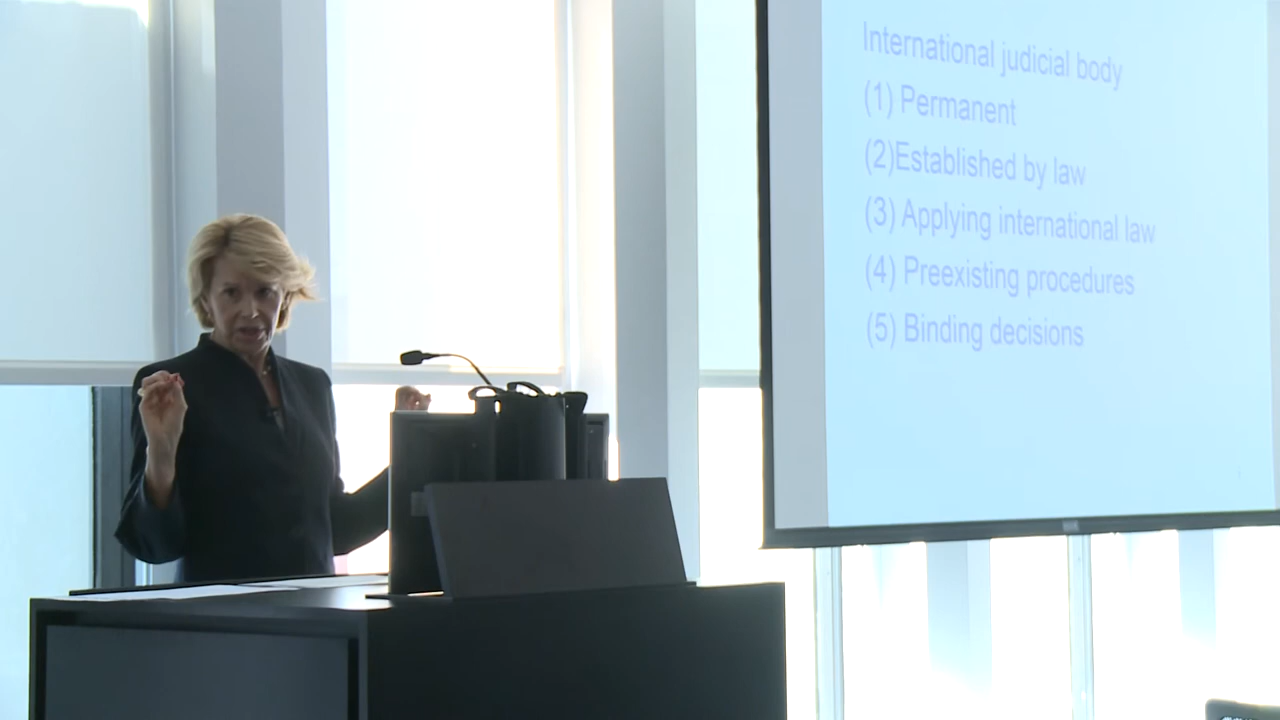 International judicial body
(1) Permanent
(2)Established by law
(3) Applying international law
(4) Preexisting procedures
(5) Binding decisions